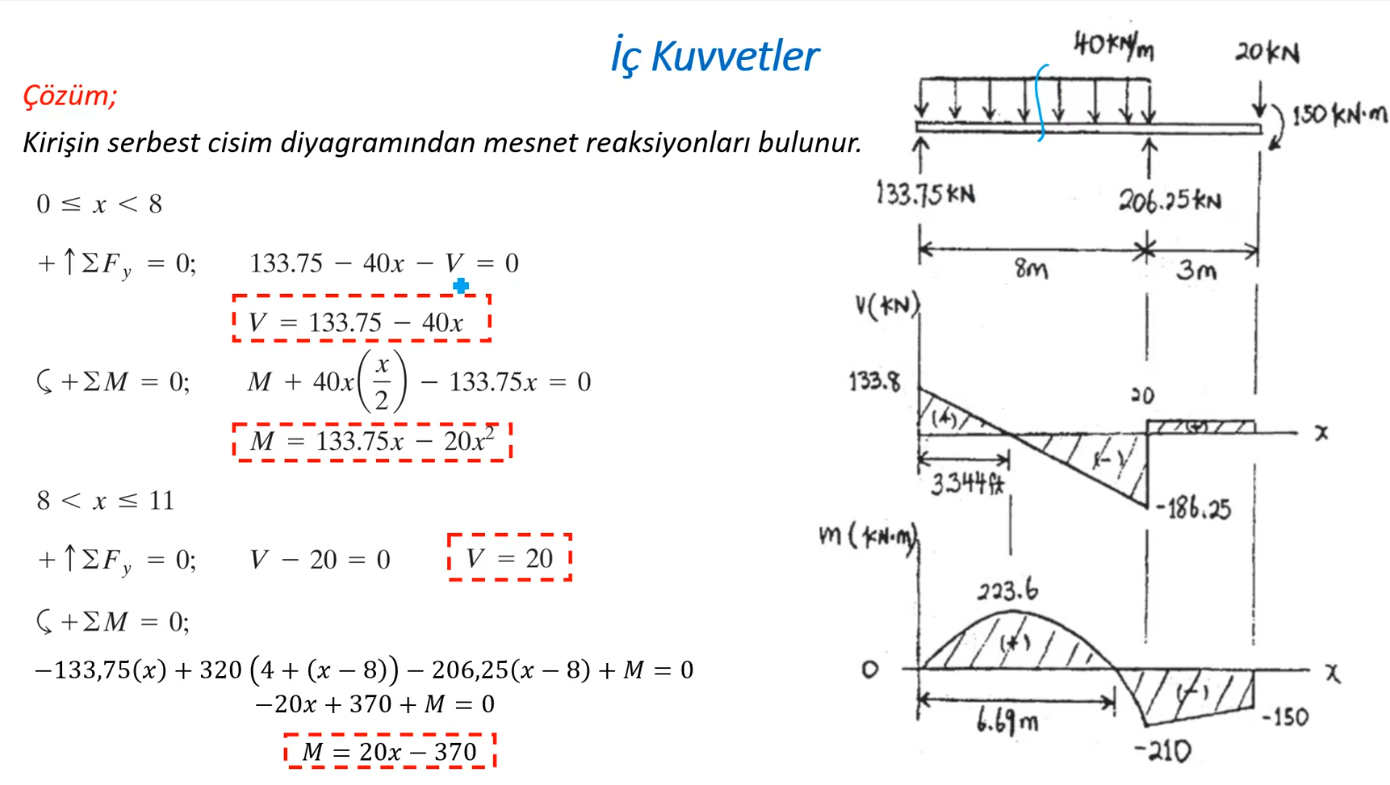 İç Kuvvetler
Çözüm;
Kirişin serbest cisim diyagramından mesnet reaksiyonları bulunur.
0 ≤ x < 8
+↑ΣF_y = 0; 133.75 − 40x − V = 0
V = 133.75 − 40x
⤹+ΣM = 0; M + 40x(x/2) − 133.75x = 0
M = 133.75x − 20x²
8 < x ≤ 11
+↑ΣF_y = 0; V − 20 = 0 V = 20
⤹+ΣM = 0;
−133,75(x) + 320 (4 + (x − 8)) − 206,25(x − 8) + M = 0
−20x + 370 + M = 0
M = 20x − 370
40KN/m 20KN
150KN·m
133.75KN 206.25KN
8m 3m
V(KN)
133.8 20
(+) (+) x
(-)
3.344ft -186.25
m(KN·m)
223.6
(+)
0 x
(-)
6.69m -150
-210